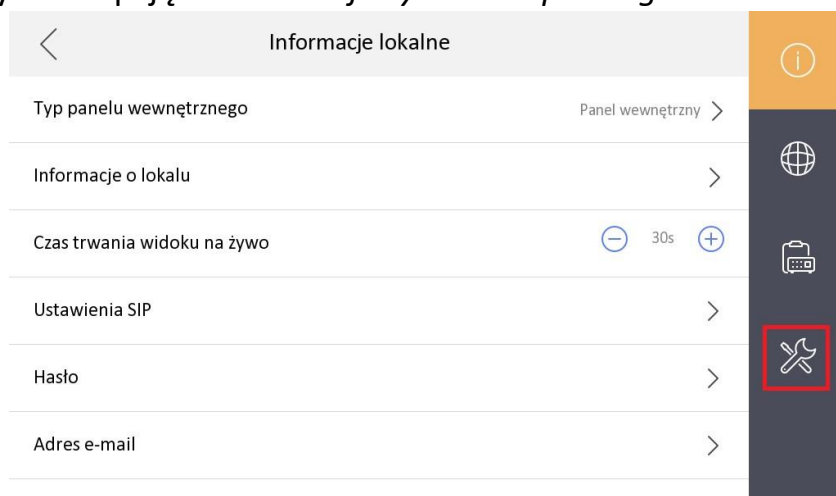 Informacje lokalne
Typ panelu wewnętrznego
Panel wewnętrzny
Informacje o lokalu
Czas trwania widoku na żywo
30s
Ustawienia SIP
Hasło
Adres e-mail